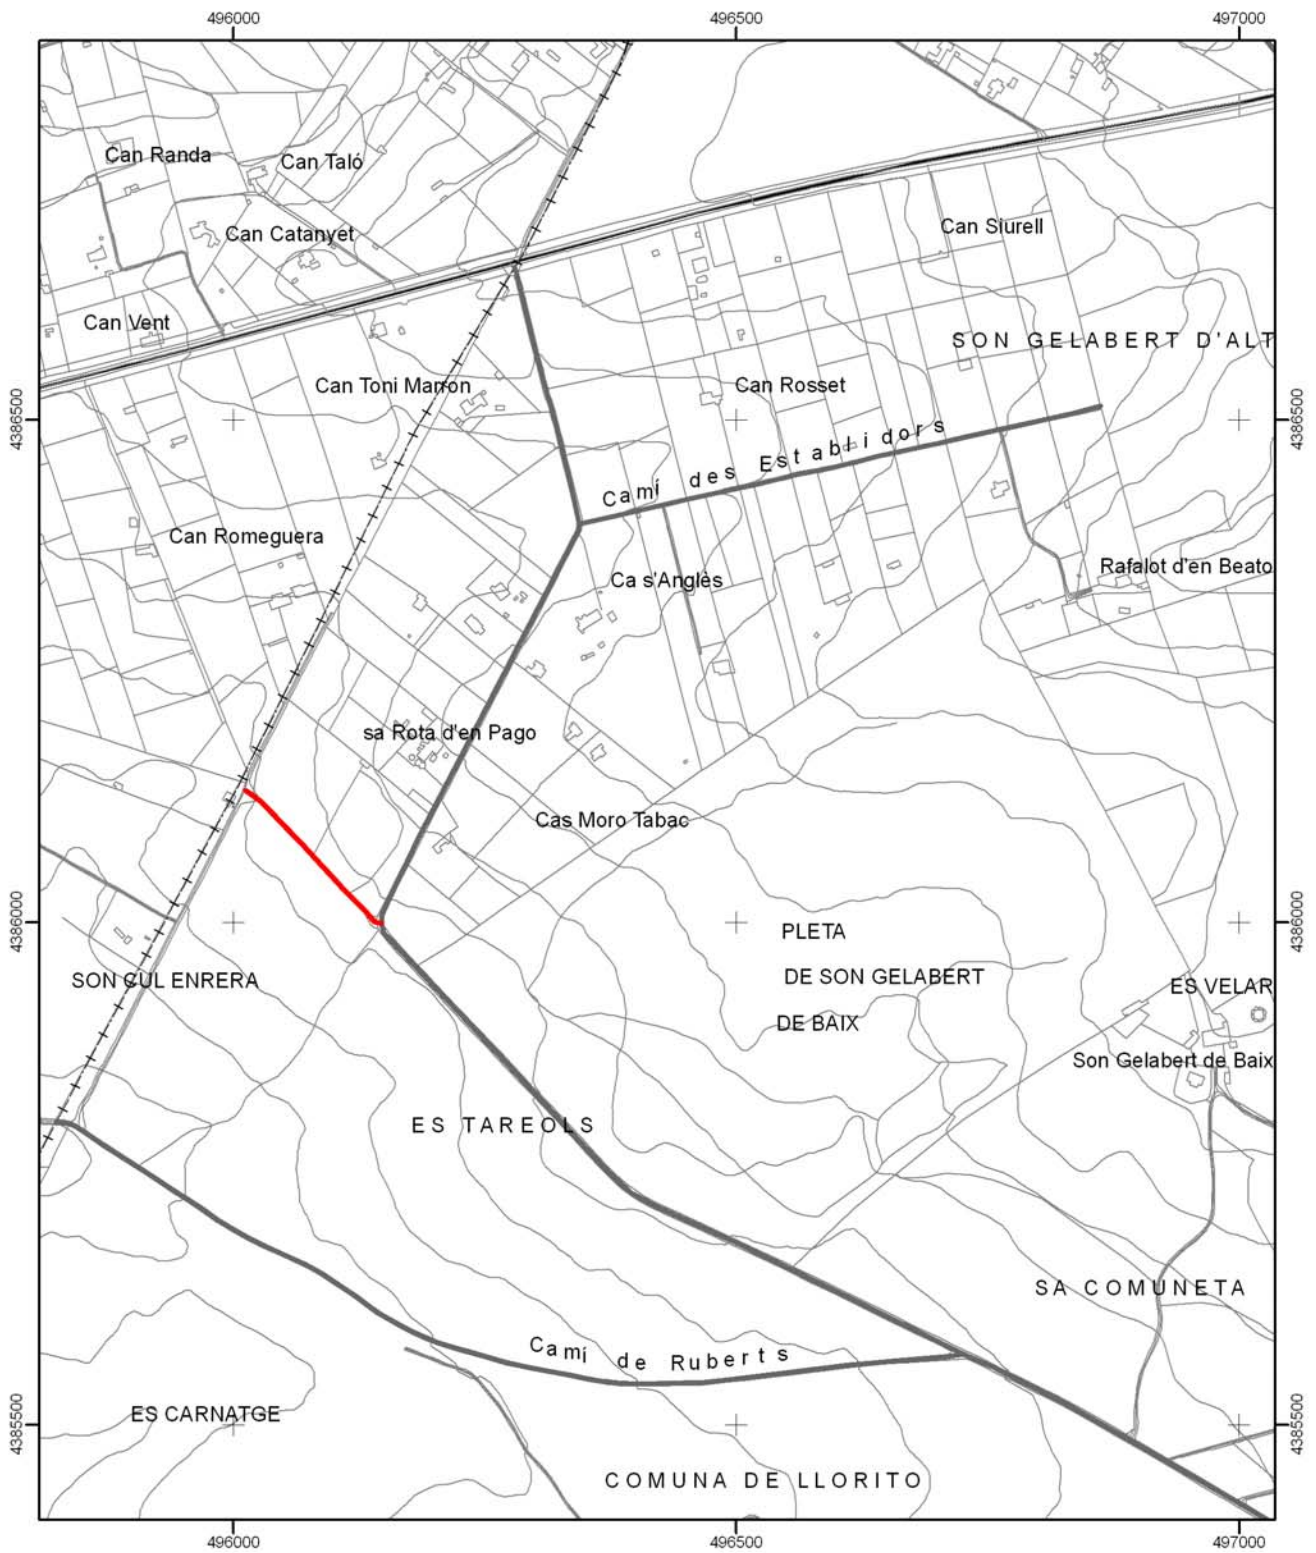 496000 496500 497000
Can Randa
Can Taló
Can Siurell
Can Catanyet
Can Vent
SON GELABERT D'ALT
Can Toni Marron
Can Rosset
4386500 4386500
Camí des Establidors
Can Romeguera
Rafalot d'en Beato
Ca s'Anglès
sa Rota d'en Pago
Cas Moro Tabac
4386000 4386000
PLETA
SON CUL ENRERA
DE SON GELABERT
ES VELAR
DE BAIX
Son Gelabert de Baix
ES TAREOLS
SA COMUNETA
Camí de Ruberts
ES CARNATGE
4385500 4385500
COMUNA DE LLORITO
496000 496500 497000